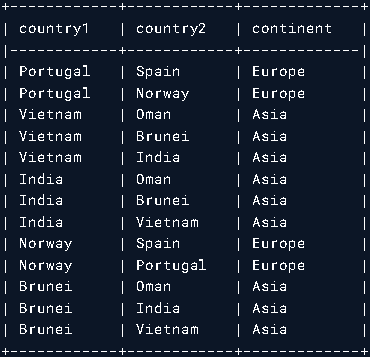 +------------+------------+------------+
| country1 | country2 | continent |
|------------+------------+------------|
| Portugal | Spain | Europe |
| Portugal | Norway | Europe |
| Vietnam | Oman | Asia |
| Vietnam | Brunei | Asia |
| Vietnam | India | Asia |
| India | Oman | Asia |
| India | Brunei | Asia |
| India | Vietnam | Asia |
| Norway | Spain | Europe |
| Norway | Portugal | Europe |
| Brunei | Oman | Asia |
| Brunei | India | Asia |
| Brunei | Vietnam | Asia |
+------------+------------+------------+